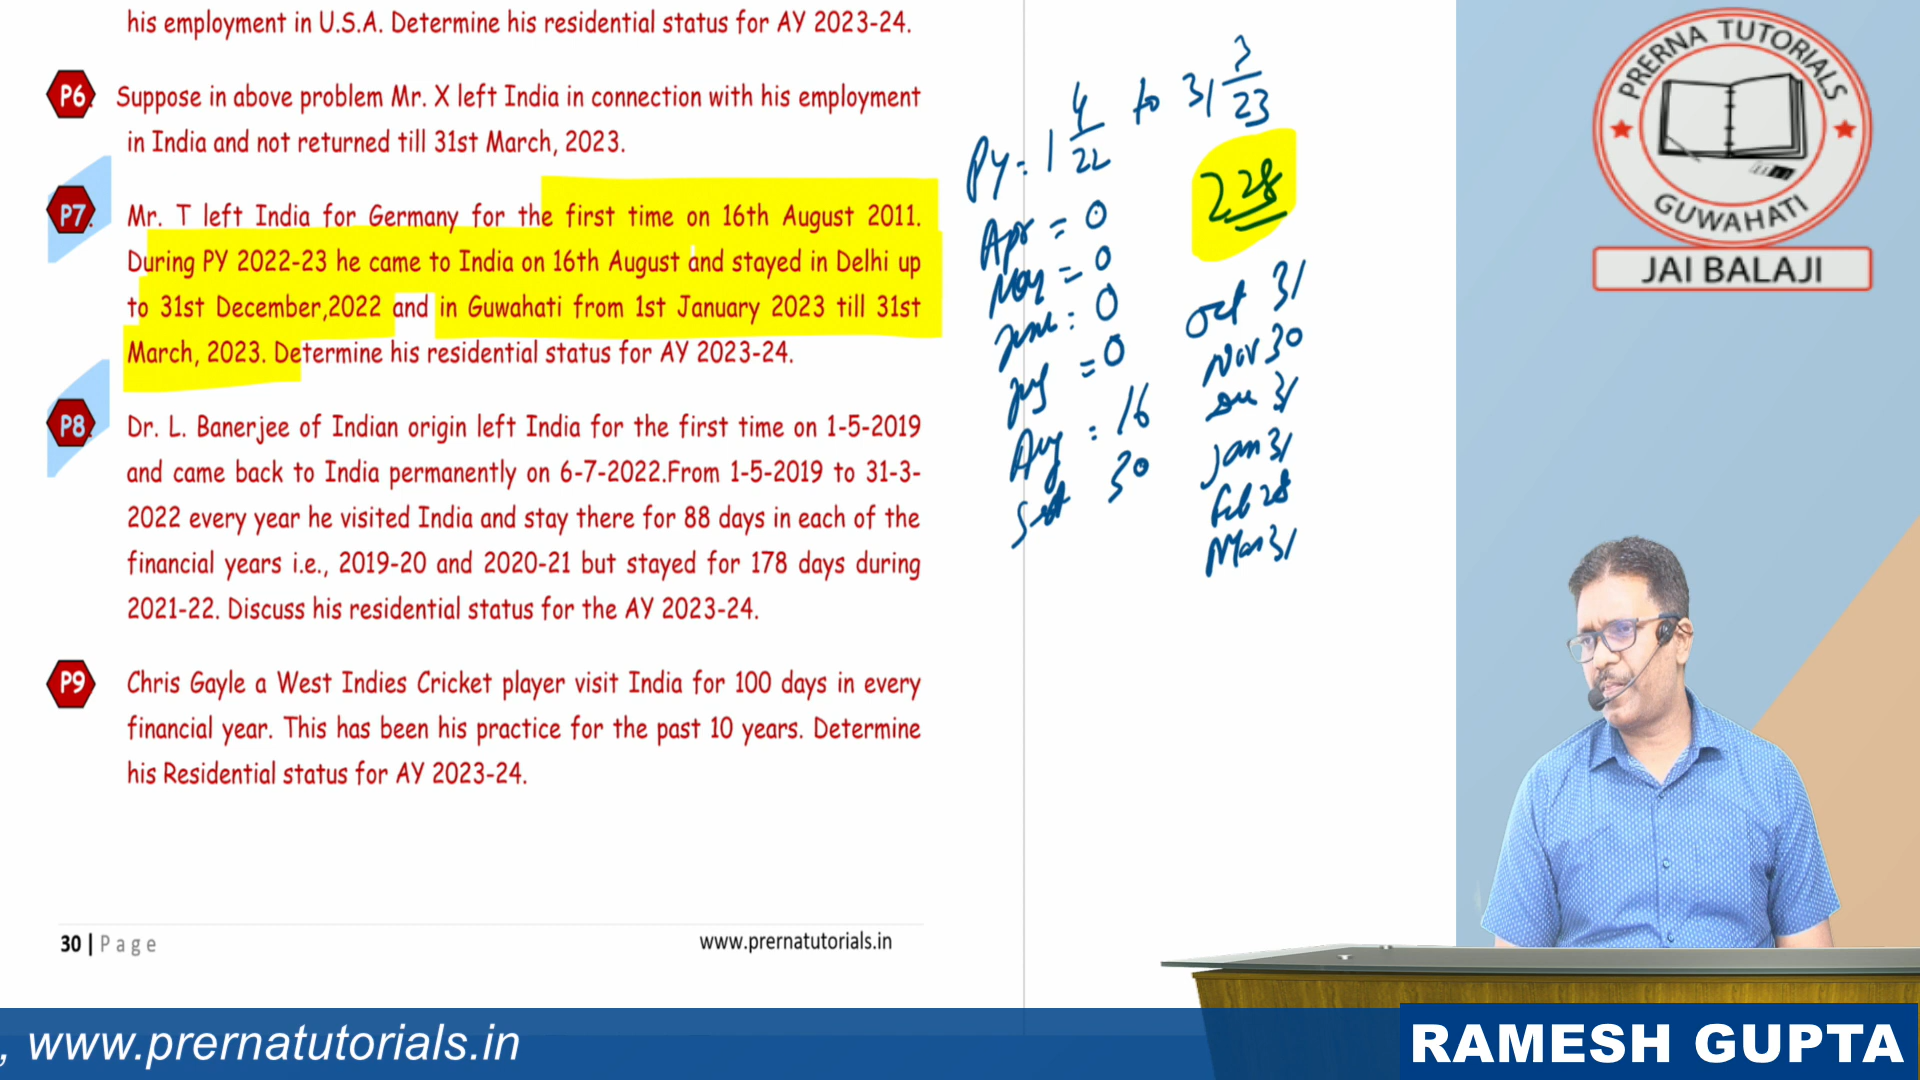 his employment in U.S.A. Determine his residential status for AY 2023-24.
P6. Suppose in above problem Mr. X left India in connection with his employment
in India and not returned till 31st March, 2023.
P7. Mr. T left India for Germany for the first time on 16th August 2011.
During PY 2022-23 he came to India on 16th August and stayed in Delhi up
to 31st December,2022 and in Guwahati from 1st January 2023 till 31st
March, 2023. Determine his residential status for AY 2023-24.
P8. Dr. L. Banerjee of Indian origin left India for the first time on 1-5-2019
and came back to India permanently on 6-7-2022.From 1-5-2019 to 31-3-
2022 every year he visited India and stay there for 88 days in each of the
financial years i.e., 2019-20 and 2020-21 but stayed for 178 days during
2021-22. Discuss his residential status for the AY 2023-24.
P9 Chris Gayle a West Indies Cricket player visit India for 100 days in every
financial year. This has been his practice for the past 10 years. Determine
his Residential status for AY 2023-24.
30 | Page
www.prernatutorials.in
PY: 1 4/22 to 31 3/23
228
Apr = 0
May = 0
June : 0
July = 0
Aug : 16
Sept 30
Oct 31
Nov 30
Dec 31
Jan 31
Feb 28
Mar 31
PRERNA TUTORIALS
GUWAHATI
JAI BALAJI
, www.prernatutorials.in
RAMESH GUPTA